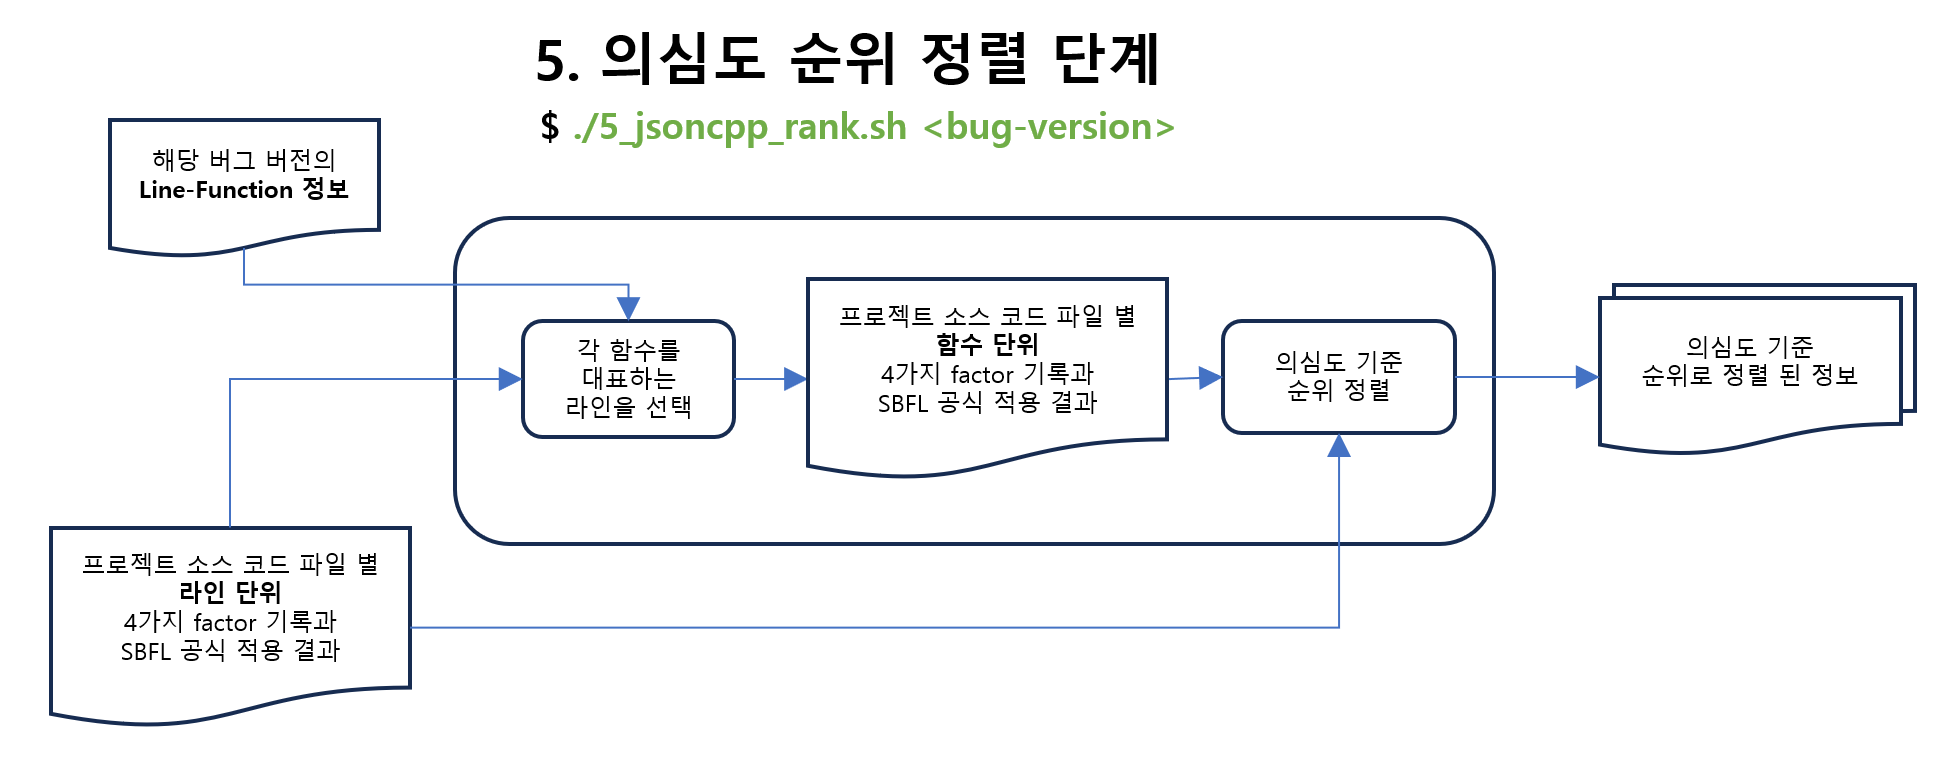 5. 의심도 순위 정렬 단계
$ ./5_jsoncpp_rank.sh <bug-version>
해당 버그 버전의
Line-Function 정보
각 함수를
대표하는
라인을 선택
프로젝트 소스 코드 파일 별
함수 단위
4가지 factor 기록과
SBFL 공식 적용 결과
의심도 기준
순위 정렬
의심도 기준
순위로 정렬 된 정보
프로젝트 소스 코드 파일 별
라인 단위
4가지 factor 기록과
SBFL 공식 적용 결과